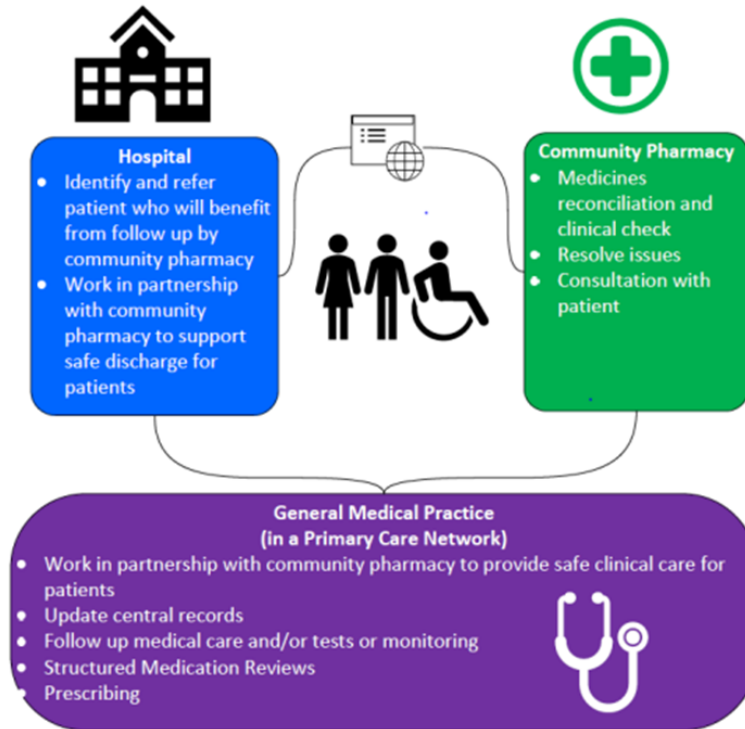 Hospital
Identify and refer
patient who will benefit
from follow up by
community pharmacy
Work in partnership
with community
pharmacy to support
safe discharge for
patients
Community Pharmacy
Medicines
reconciliation and
clinical check
Resolve issues
Consultation with
patient
General Medical Practice
(in a Primary Care Network)
Work in partnership with community pharmacy to provide safe clinical care for
patients
Update central records
Follow up medical care and/or tests or monitoring
Structured Medication Reviews
Prescribing